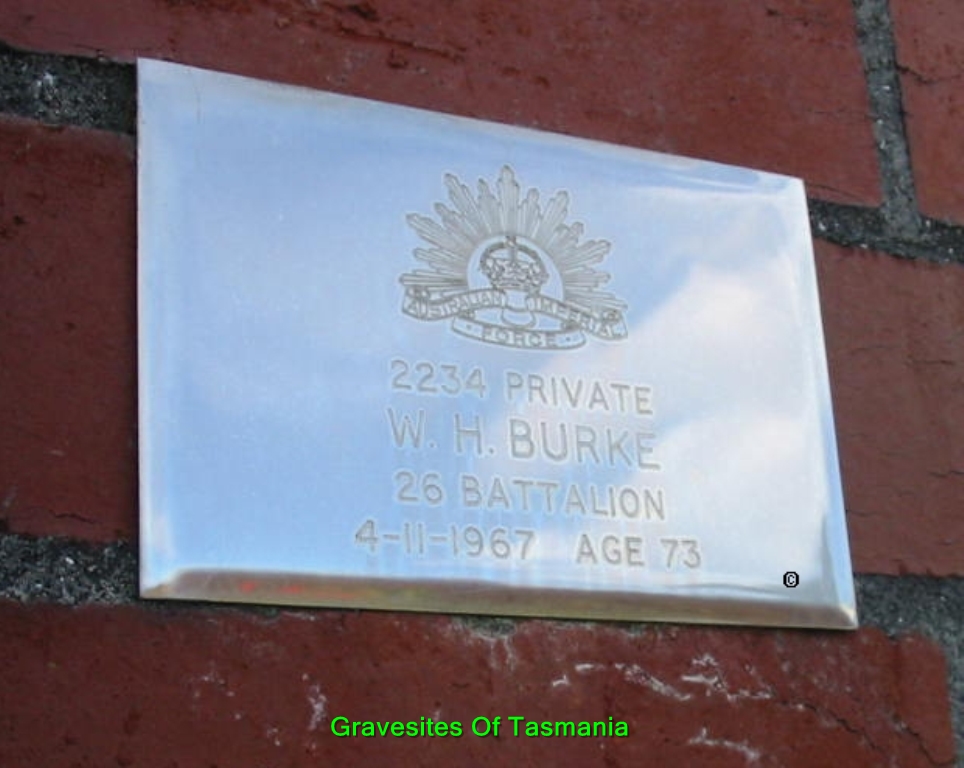 AUSTRALIAN IMPERIAL
FORCE
2234 PRIVATE
W. H. BURKE
26 BATTALION
4-11-1967 AGE 73
©
Gravesites Of Tasmania